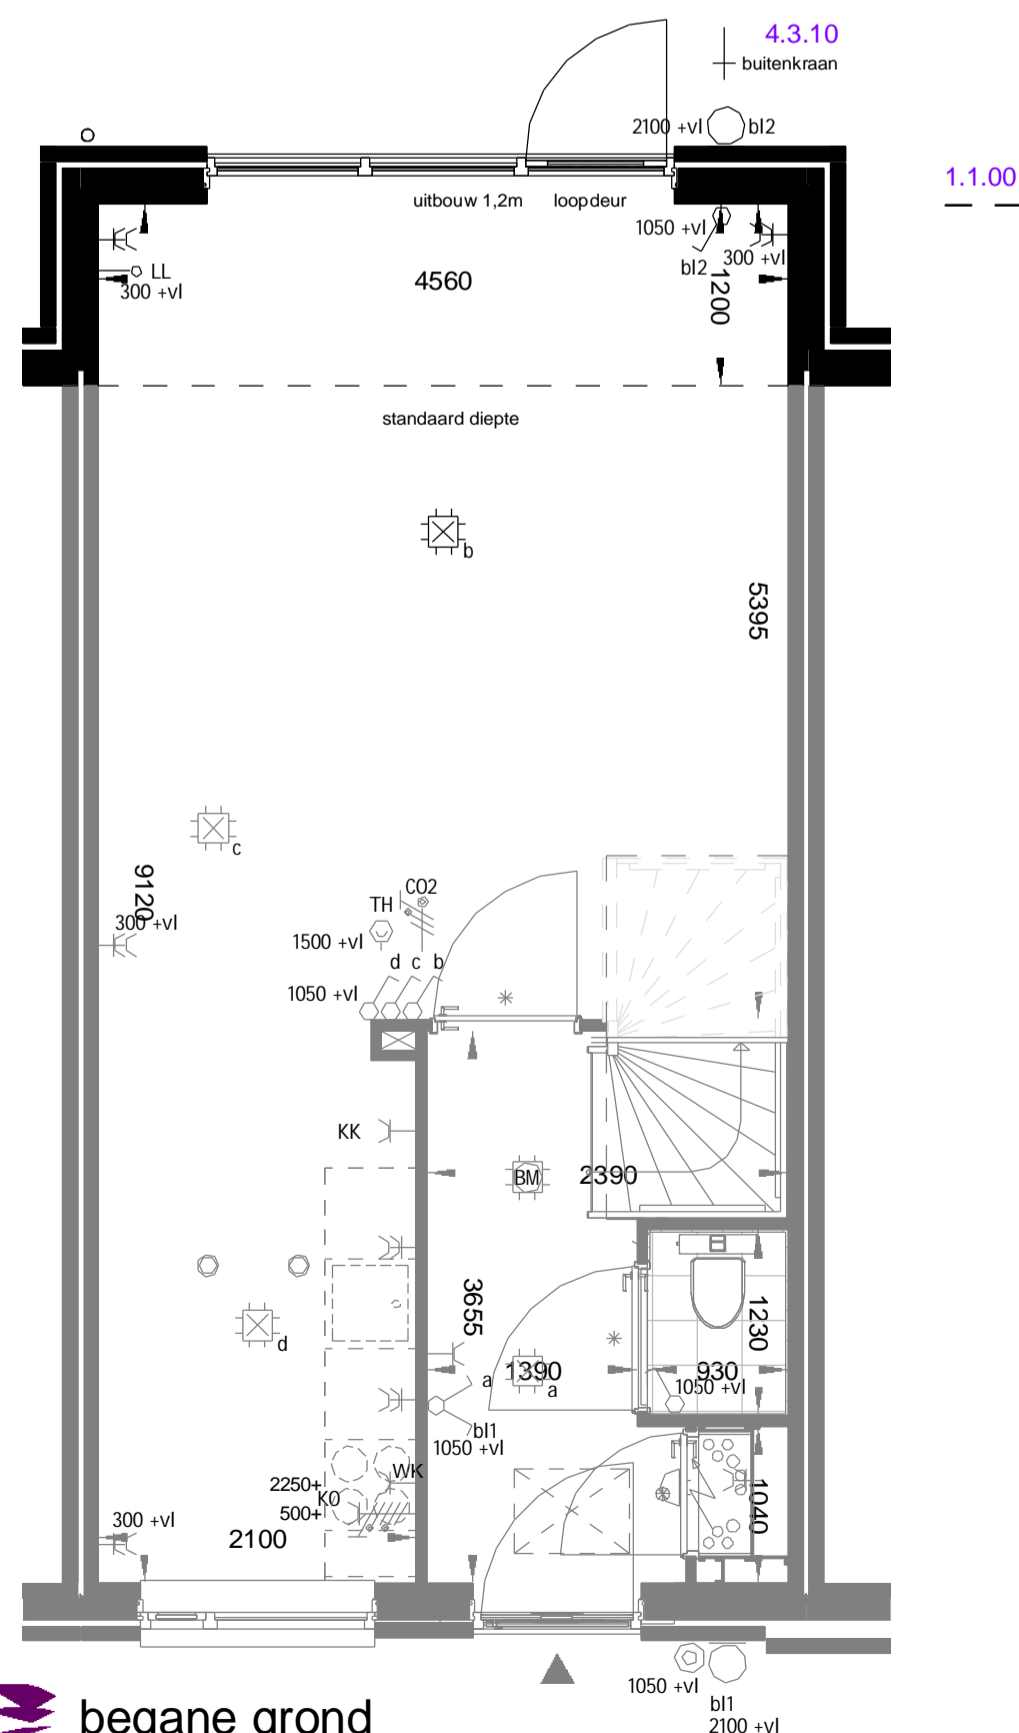 4.3.10
buitenkraan
2100 +vl
bl2
1.1.00
uitbouw 1,2m
loopdeur
1050 +vl
bl2
300 +vl
LL
300 +vl
4560
1200
standaard diepte
b
5395
c
9120
300 +vl
CO2
TH
1500 +vl
d c b
1050 +vl
KK
BM
2390
3655
1230
d
1390
930
a
a
1050 +vl
bl1
1050 +vl
WK
2250+
K0
500+
1040
300 +vl
2100
1050 +vl
bl1
2100 +vl
begane grond